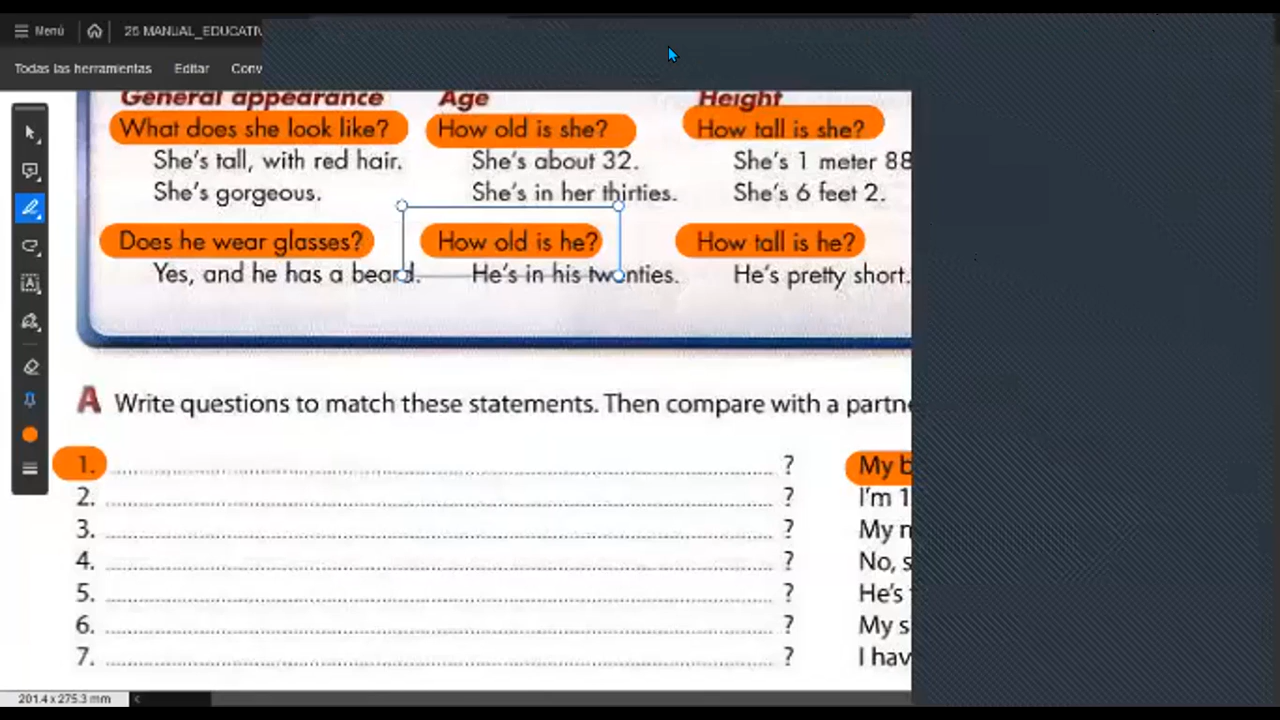 Menú 26 MANUAL_EDUCATIV
Todas las herramientas Editar Conv
General appearance Age Height
What does she look like? How old is she? How tall is she?
She's tall, with red hair. She's about 32. She's 1 meter 88
She's gorgeous. She's in her thirties. She's 6 feet 2.
Does he wear glasses? How old is he? How tall is he?
Yes, and he has a beard. He's in his twenties. He's pretty short.
A Write questions to match these statements. Then compare with a partne
1. ? My b
2. ? I'm 1
3. ? My
4. ? No, s
5. ? He's
6. ? My s
7. ? I hav
201.4 x 275.3 mm